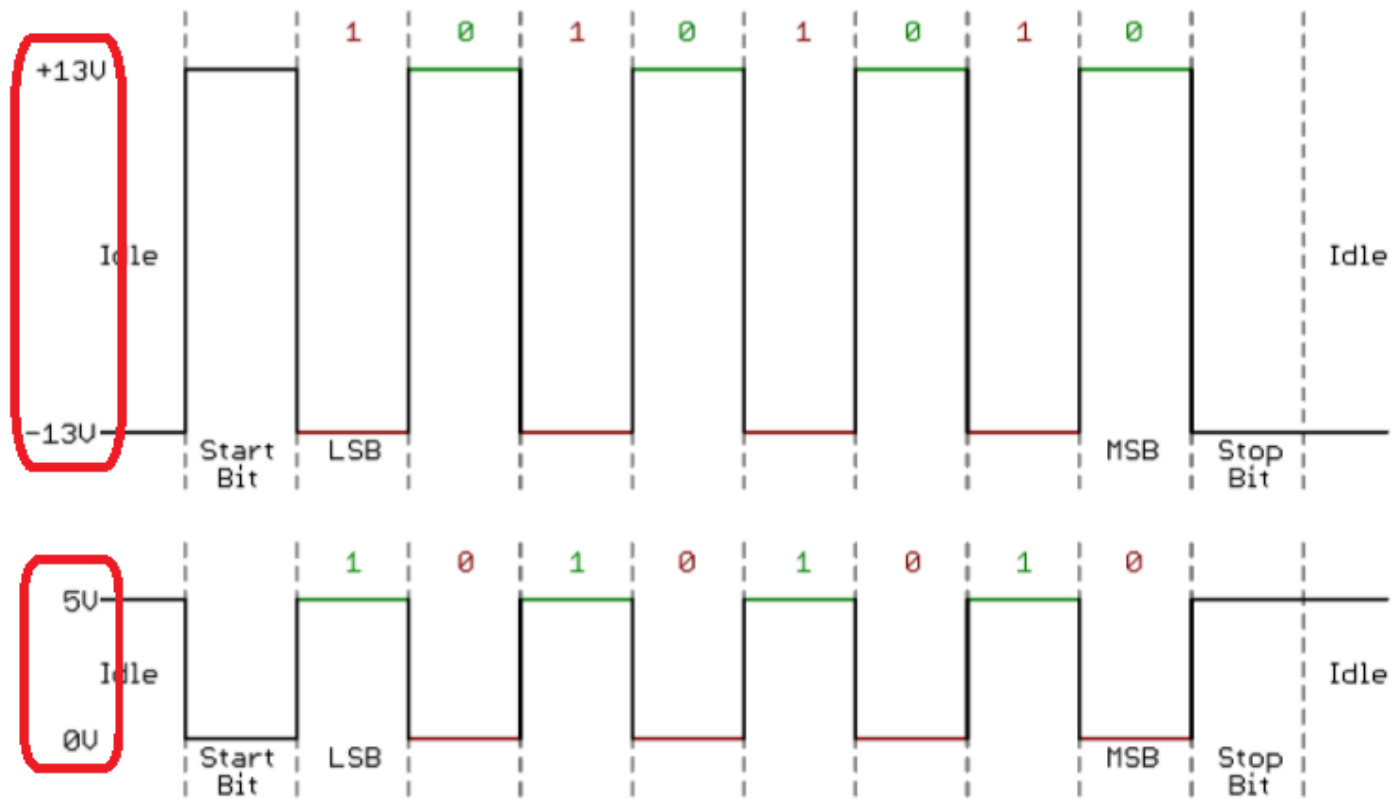 1 0 1 0 1 0 1 0
+13V
Idle Idle
-13V
Start LSB MSB Stop
Bit Bit
1 0 1 0 1 0 1 0
5V
Idle Idle
0V
Start LSB MSB Stop
Bit Bit